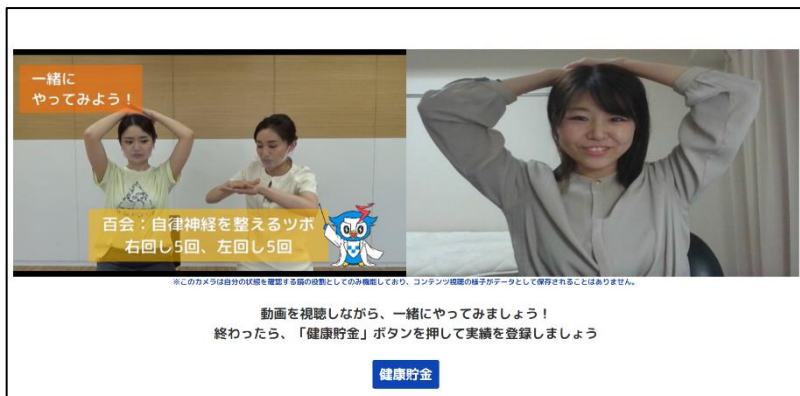 一緒に
やってみよう！
百会：自律神経を整えるツボ
右回し5回、左回し5回
※このカメラは自分の状態を確認する鏡の役割としてのみ機能しており、コンテンツ視聴の様子がデータとして保存されることはありません。
動画を視聴しながら、一緒にやってみましょう！
終わったら、「健康貯金」ボタンを押して実績を登録しましょう
健康貯金